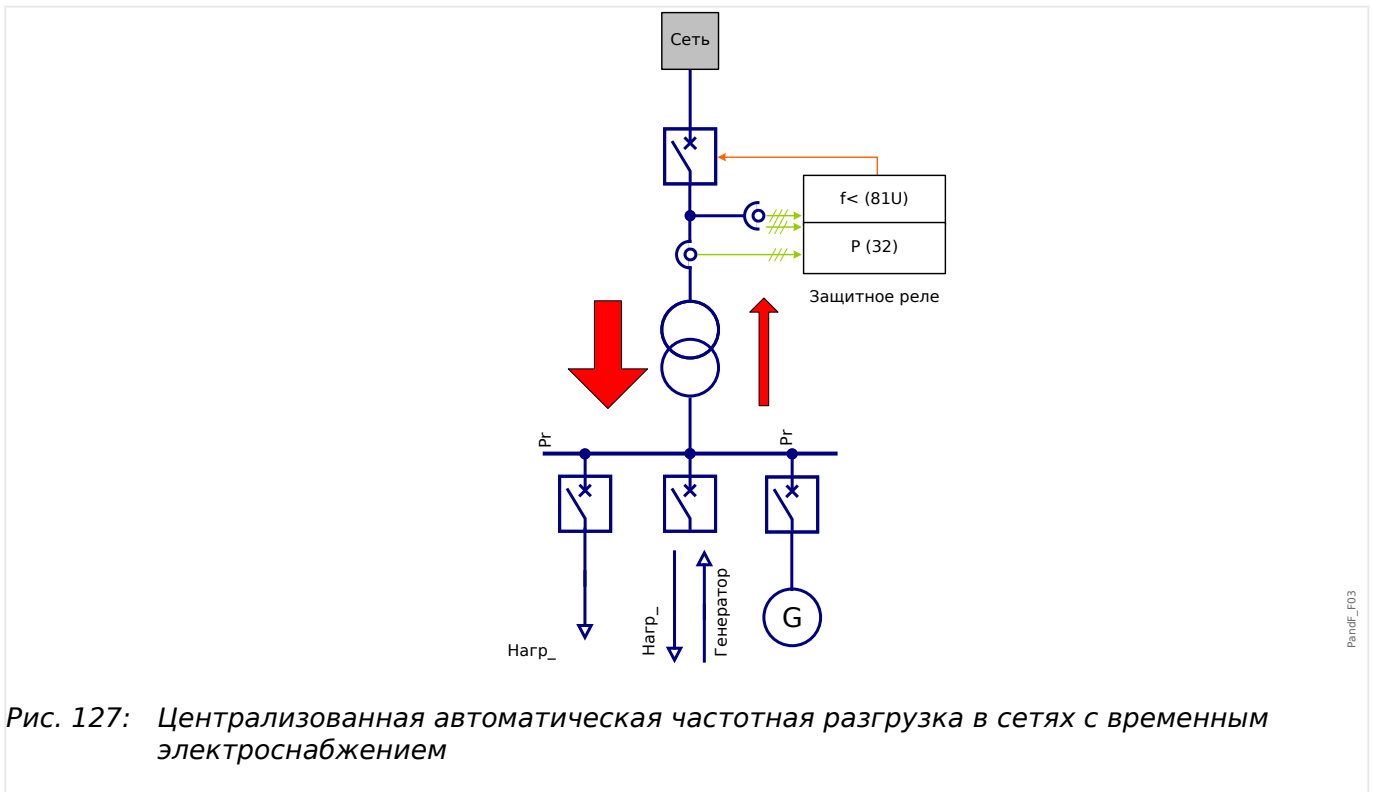 Сеть
f< (81U)
P (32)
Защитное реле
Pr
Pr
Нагр_
Нагр_
Генератор
G
PandF_F03
Рис. 127: Централизованная автоматическая частотная разгрузка в сетях с временным
электроснабжением